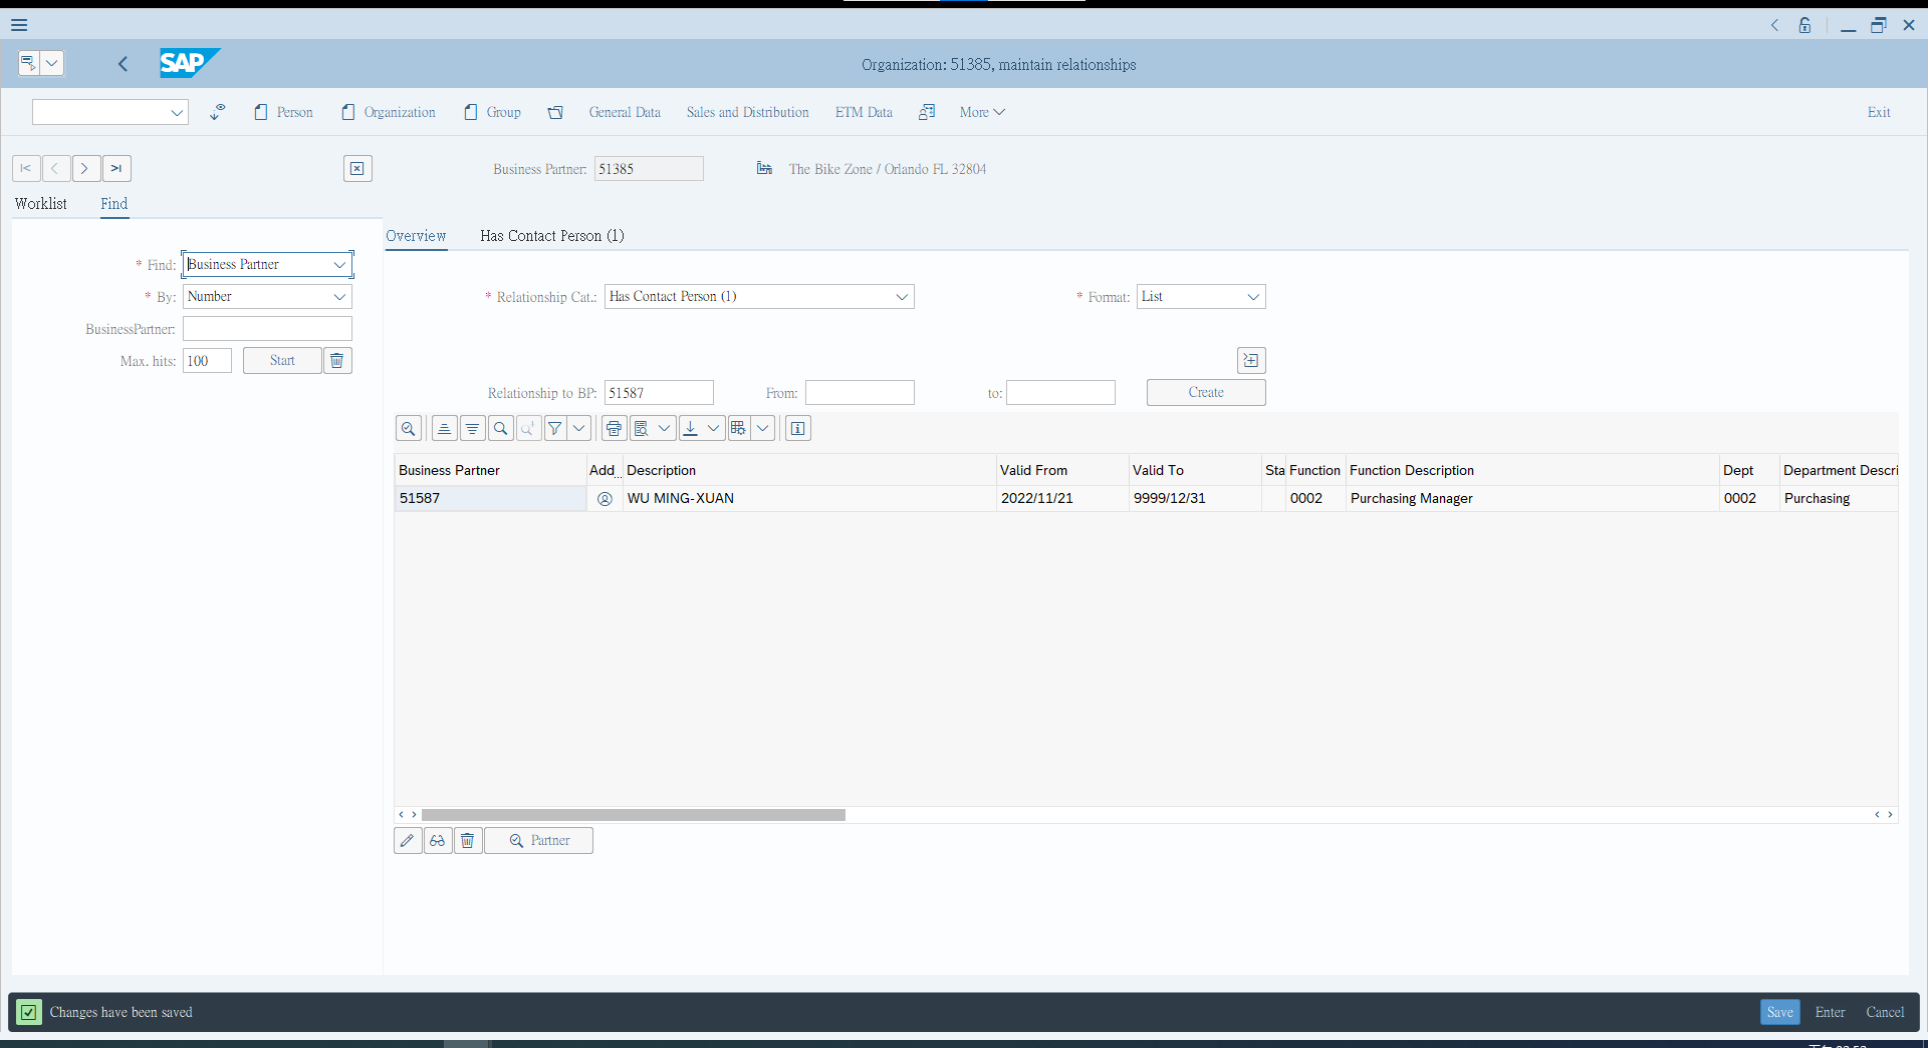 SAP
Organization: 51385, maintain relationships
Person Organization Group General Data Sales and Distribution ETM Data More Exit
Business Partner: 51385 The Bike Zone / Orlando FL 32804
Worklist Find
Overview Has Contact Person (1)
* Find: Business Partner
* By: Number
BusinessPartner:
Max. hits: 100 Start
* Relationship Cat.: Has Contact Person (1) * Format: List
Relationship to BP: 51587 From: to: Create
Business Partner Add... Description Valid From Valid To Sta Function Function Description Dept Department Descri
51587 WU MING-XUAN 2022/11/21 9999/12/31 0002 Purchasing Manager 0002 Purchasing
Partner
Changes have been saved Save Enter Cancel